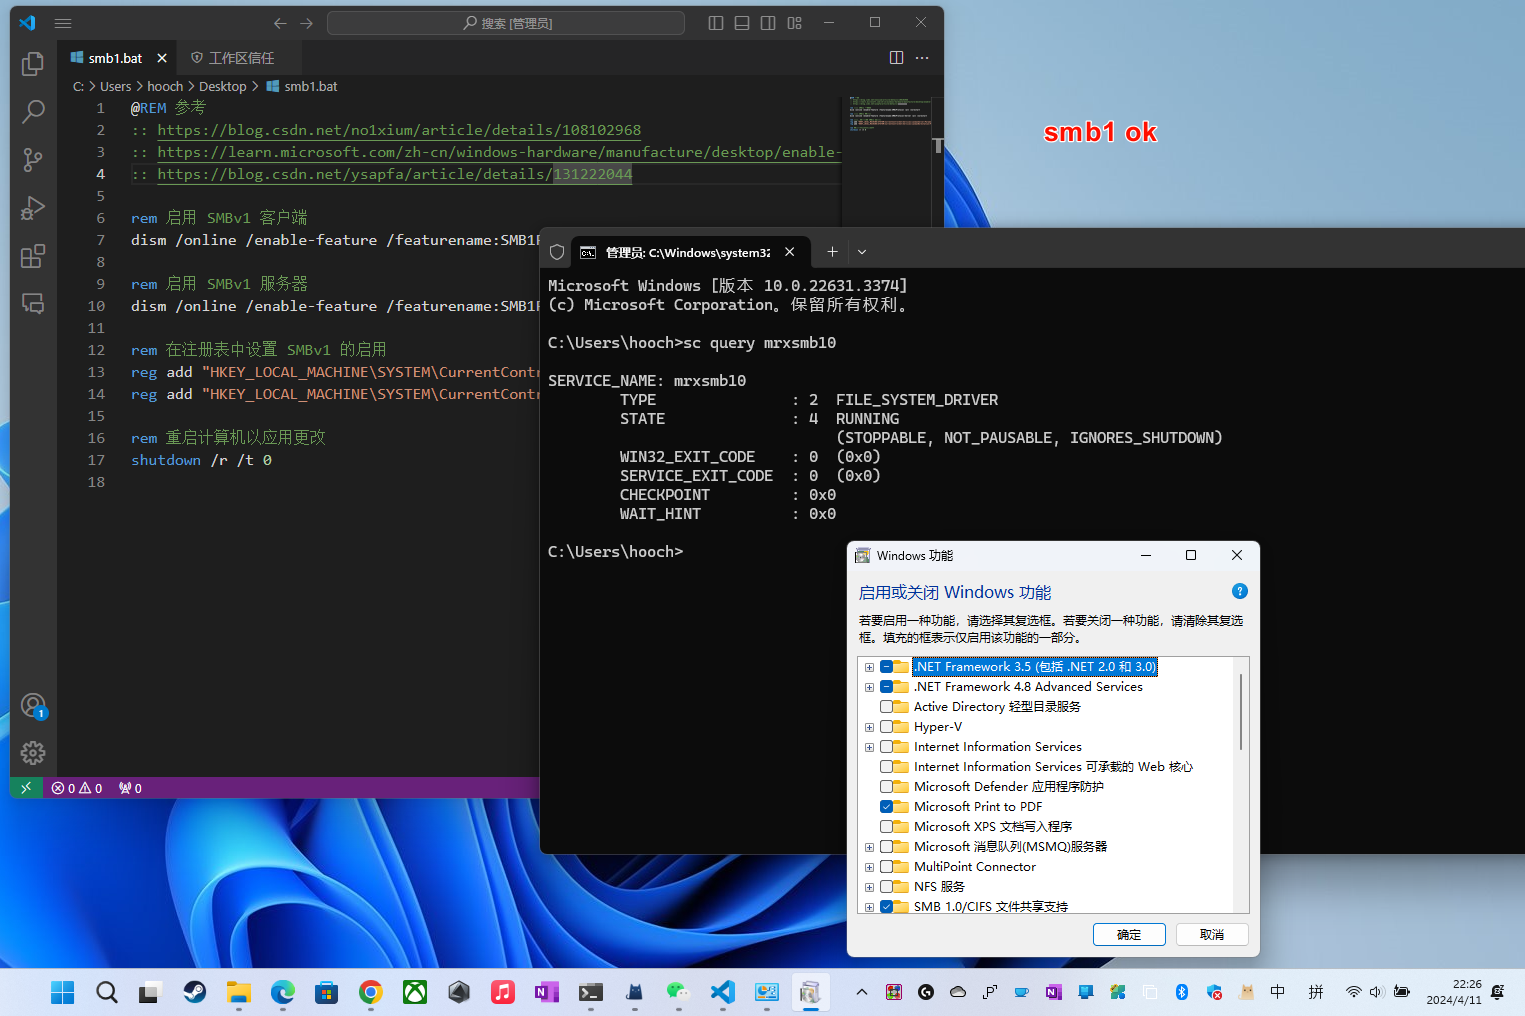 搜索 [管理员]
smb1.bat
工作区信任
C: > Users > hooch > Desktop > smb1.bat
1 @REM 参考
2 :: https://blog.csdn.net/no1xium/article/details/108102968
3 :: https://learn.microsoft.com/zh-cn/windows-hardware/manufacture/desktop/enable-
4 :: https://blog.csdn.net/ysapfa/article/details/131222044
5
6 rem 启用 SMBv1 客户端
7 dism /online /enable-feature /featurename:SMB1P
8
9 rem 启用 SMBv1 服务器
10 dism /online /enable-feature /featurename:SMB1P
11
12 rem 在注册表中设置 SMBv1 的启用
13 reg add "HKEY_LOCAL_MACHINE\SYSTEM\CurrentContr
14 reg add "HKEY_LOCAL_MACHINE\SYSTEM\CurrentContr
15
16 rem 重启计算机以应用更改
17 shutdown /r /t 0
18
1
0 0 0
smb1 ok
管理员: C:\Windows\system32
Microsoft Windows [版本 10.0.22631.3374]
(c) Microsoft Corporation。保留所有权利。
C:\Users\hooch>sc query mrxsmb10
SERVICE_NAME: mrxsmb10
TYPE : 2 FILE_SYSTEM_DRIVER
STATE : 4 RUNNING
(STOPPABLE, NOT_PAUSABLE, IGNORES_SHUTDOWN)
WIN32_EXIT_CODE : 0 (0x0)
SERVICE_EXIT_CODE : 0 (0x0)
CHECKPOINT : 0x0
WAIT_HINT : 0x0
C:\Users\hooch>
Windows 功能
启用或关闭 Windows 功能
若要启用一种功能，请选择其复选框。若要关闭一种功能，请清除其复选
框。填充的框表示仅启用该功能的一部分。
.NET Framework 3.5 (包括 .NET 2.0 和 3.0)
.NET Framework 4.8 Advanced Services
Active Directory 轻型目录服务
Hyper-V
Internet Information Services
Internet Information Services 可承载的 Web 核心
Microsoft Defender 应用程序防护
Microsoft Print to PDF
Microsoft XPS 文档写入程序
Microsoft 消息队列(MSMQ)服务器
MultiPoint Connector
NFS 服务
SMB 1.0/CIFS 文件共享支持
确定
取消
中
拼
22:26
2024/4/11